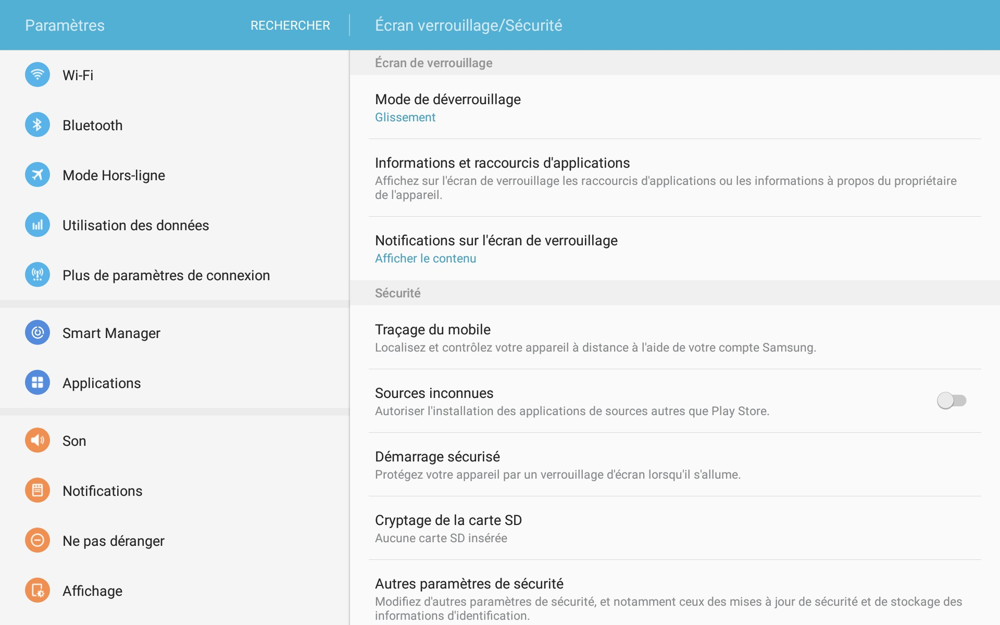 Paramètres
RECHERCHER
Écran verrouillage/Sécurité
Wi-Fi
Bluetooth
Mode Hors-ligne
Utilisation des données
Plus de paramètres de connexion
Smart Manager
Applications
Son
Notifications
Ne pas déranger
Affichage
Écran de verrouillage
Mode de déverrouillage
Glissement
Informations et raccourcis d'applications
Affichez sur l'écran de verrouillage les raccourcis d'applications ou les informations à propos du propriétaire
de l'appareil.
Notifications sur l'écran de verrouillage
Afficher le contenu
Sécurité
Traçage du mobile
Localisez et contrôlez votre appareil à distance à l'aide de votre compte Samsung.
Sources inconnues
Autoriser l'installation des applications de sources autres que Play Store.
Démarrage sécurisé
Protégez votre appareil par un verrouillage d'écran lorsqu'il s'allume.
Cryptage de la carte SD
Aucune carte SD insérée
Autres paramètres de sécurité
Modifiez d'autres paramètres de sécurité, et notamment ceux des mises à jour de sécurité et de stockage des
informations d'identification.